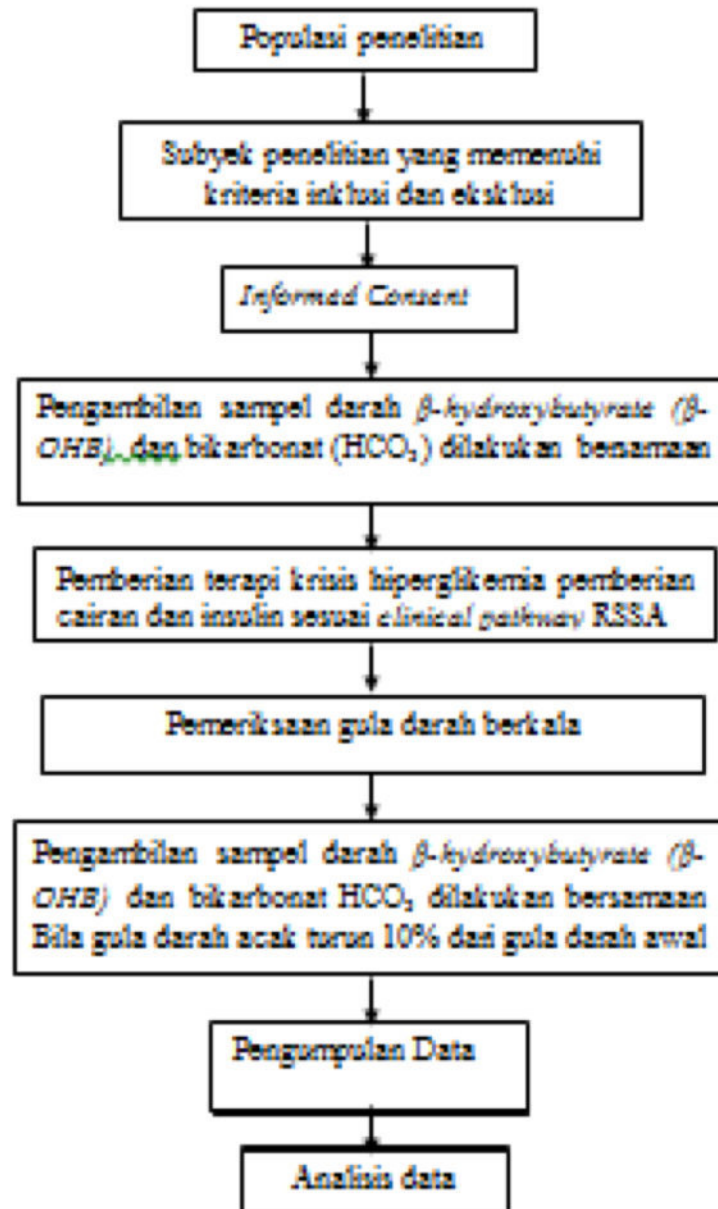 Populasi penelitian
Subyek penelitian yang memenuhi
kriteria inklusi dan eksklusi
Informed Consent
Pengambilan sampel darah β-hydroxybutyrate (β-
OHB) dan bikarbonat (HCO₃) dilakukan bersamaan
Pemberian terapi krisis hiperglikemia pemberian
cairan dan insulin sesuai clinical pathway RSSA
Pemeriksaan gula darah berkala
Pengambilan sampel darah β-hydroxybutyrate (β-
OHB) dan bikarbonat HCO₃ dilakukan bersamaan
Bila gula darah acak turun 10% dari gula darah awal
Pengumpulan Data
Analisis data